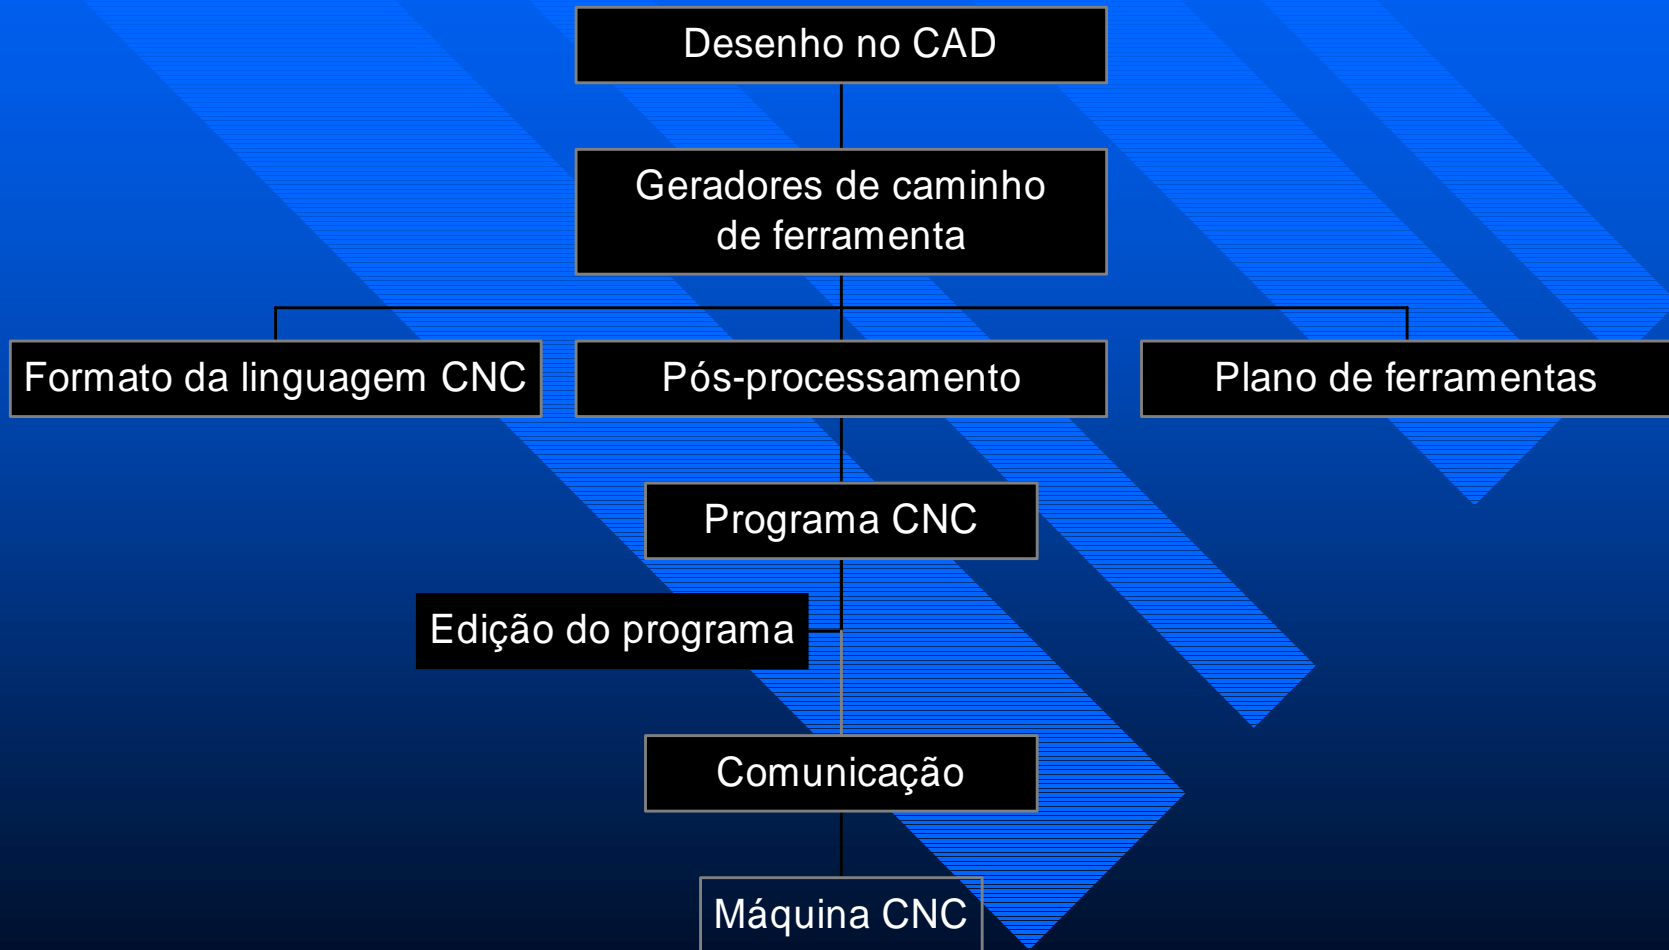 Desenho no CAD
Geradores de caminho
de ferramenta
Formato da linguagem CNC
Pós-processamento
Plano de ferramentas
Programa CNC
Edição do programa
Comunicação
Máquina CNC